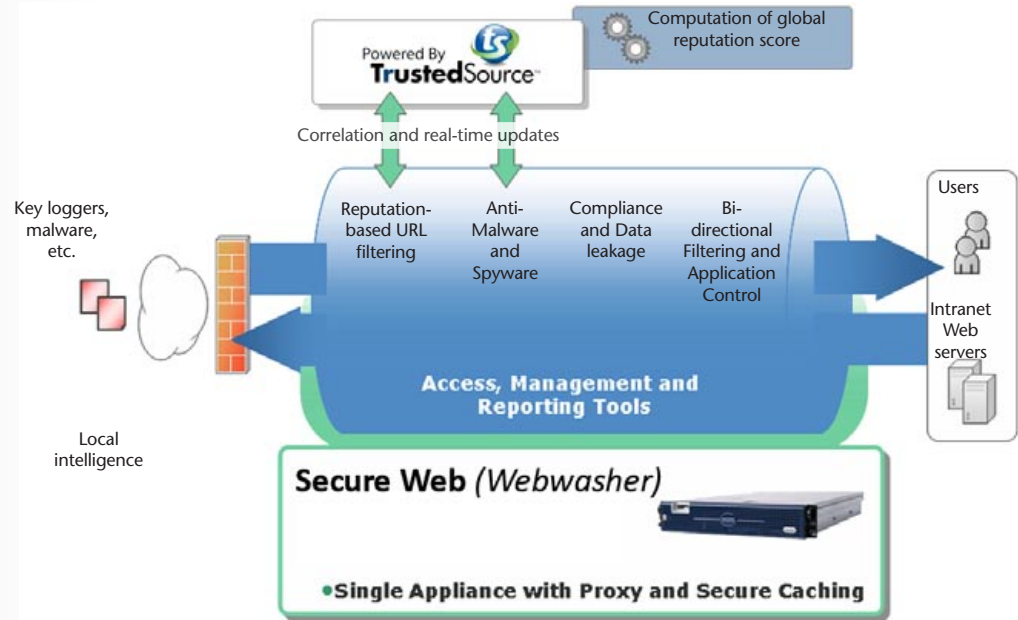 Powered By
ts
TrustedSource™
Computation of global
reputation score
Correlation and real-time updates
Key loggers,
malware,
etc.
Reputation-
based URL
filtering
Anti-
Malware
and
Spyware
Compliance
and Data
leakage
Bi-
directional
Filtering and
Application
Control
Users
Intranet
Web
servers
Access, Management and
Reporting Tools
Local
intelligence
Secure Web (Webwasher)
•Single Appliance with Proxy and Secure Caching